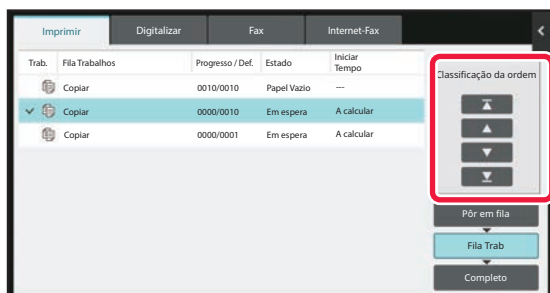 Imprimir Digitalizar Fax Internet-Fax
Trab. Fila Trabalhos Progresso / Def. Estado Iniciar Tempo
Copiar 0010/0010 Papel Vazio ---
Copiar 0000/0010 Em espera A calcular
Copiar 0000/0001 Em espera A calcular
Classificação da ordem
Pôr em fila
Fila Trab
Completo